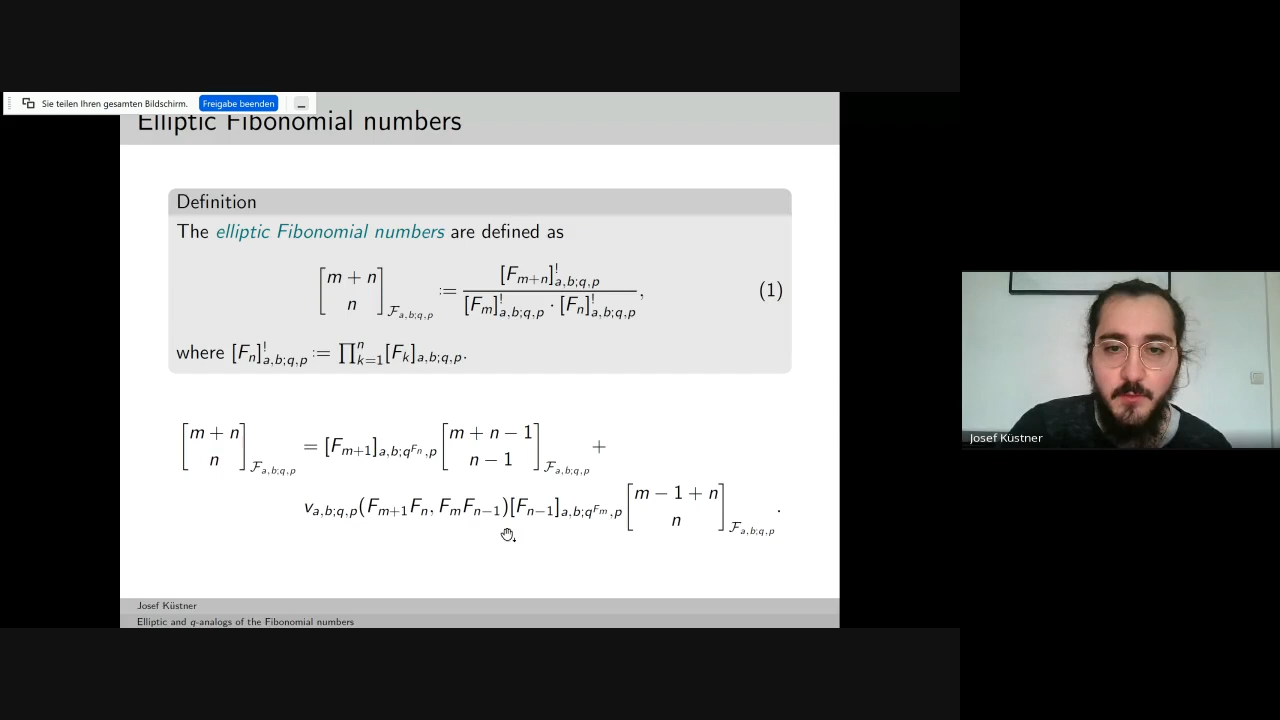 Sie teilen Ihren gesamten Bildschirm. Freigabe beenden
Elliptic Fibonomial numbers
Definition
The elliptic Fibonomial numbers are defined as
[m + n; n]_{F_{a,b;q,p}} := [F_{m+n}]^!_{a,b;q,p} / ([F_m]^!_{a,b;q,p} · [F_n]^!_{a,b;q,p}), (1)
where [F_n]^!_{a,b;q,p} := ∏^n_{k=1} [F_k]_{a,b;q,p}.
[m + n; n]_{F_{a,b;q,p}} = [F_{m+1}]_{a,b;q^{F_n},p} [m + n − 1; n − 1]_{F_{a,b;q,p}} +
v_{a,b;q,p}(F_{m+1}F_n, F_mF_{n−1})[F_{n−1}]_{a,b;q^{F_m},p} [m − 1 + n; n]_{F_{a,b;q,p}}.
Josef Küstner
Josef Küstner
Elliptic and q-analogs of the Fibonomial numbers